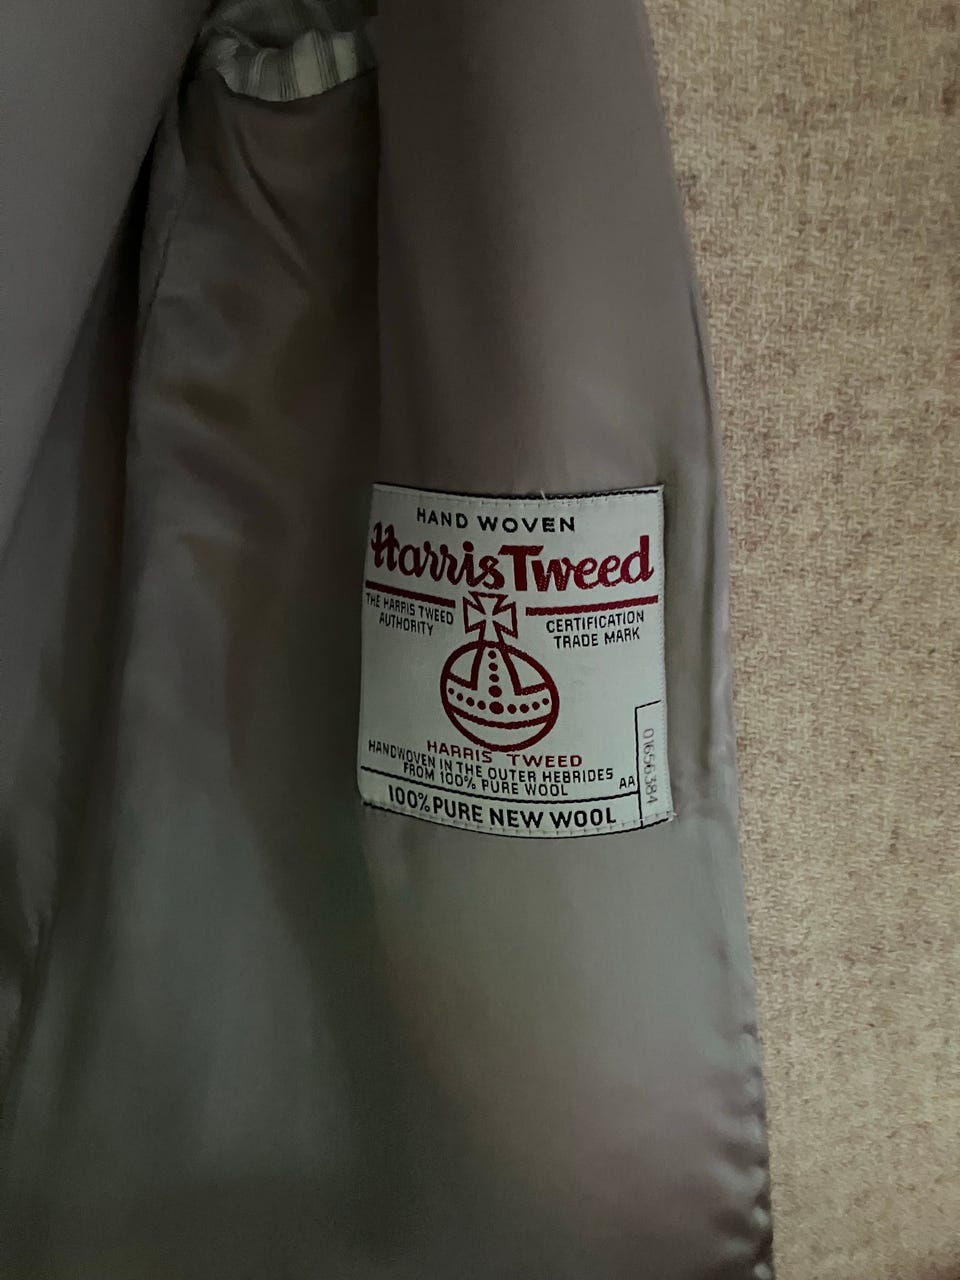 HAND WOVEN
Harris Tweed
THE HARRIS TWEED
AUTHORITY
CERTIFICATION
TRADE MARK
HARRIS TWEED
HANDWOVEN IN THE OUTER HEBRIDES
FROM 100% PURE WOOL
AA
01656384
100% PURE NEW WOOL